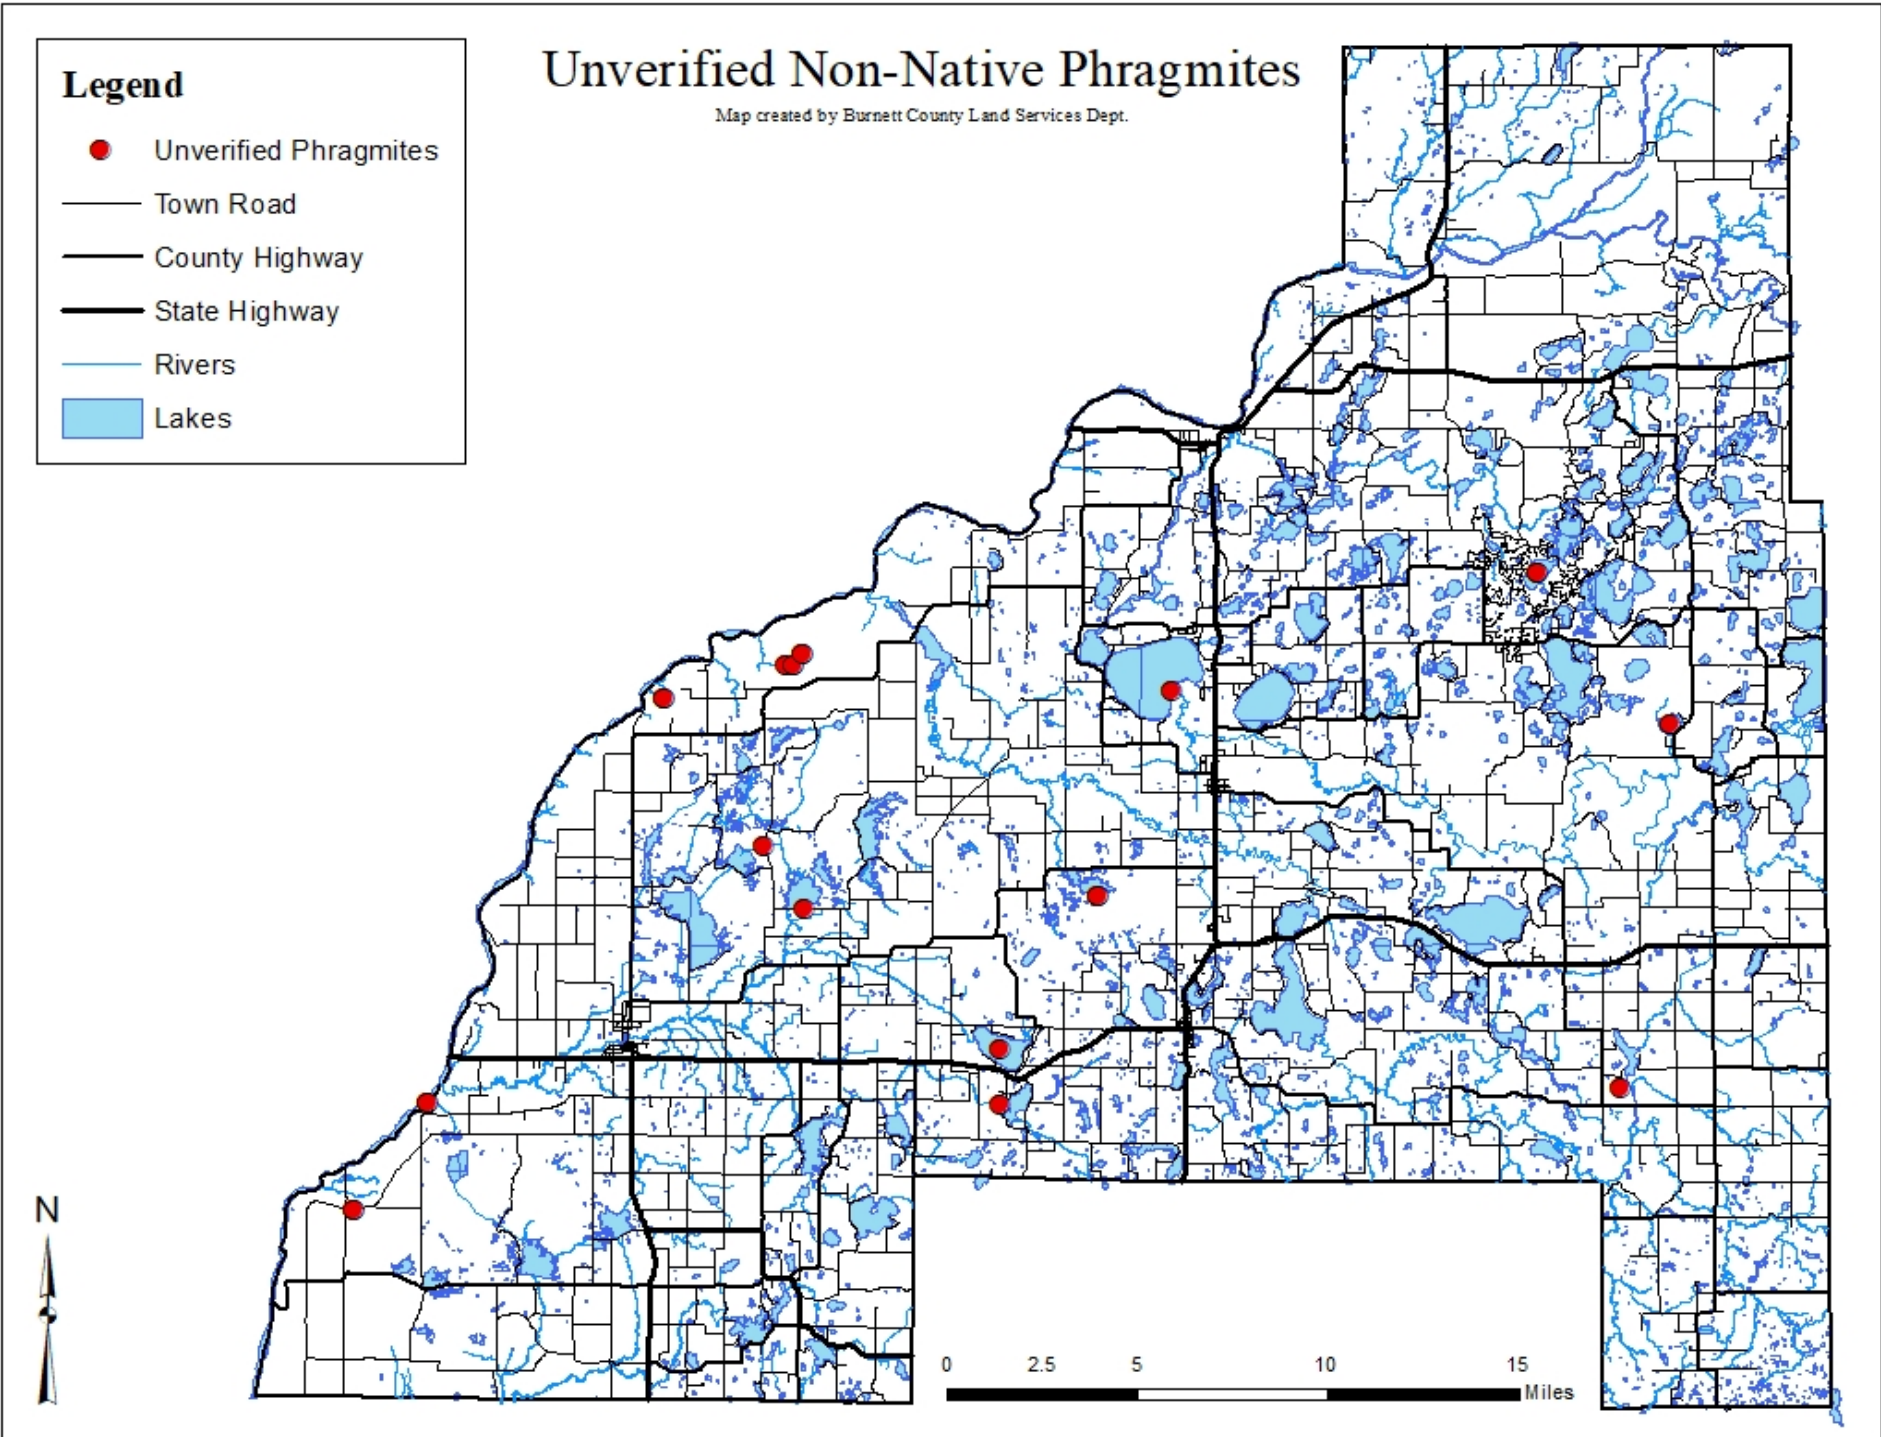 Unverified Non-Native Phragmites
Map created by Burnett County Land Services Dept.
Legend
Unverified Phragmites
Town Road
County Highway
State Highway
Rivers
Lakes
N
0 2.5 5 10 15
Miles